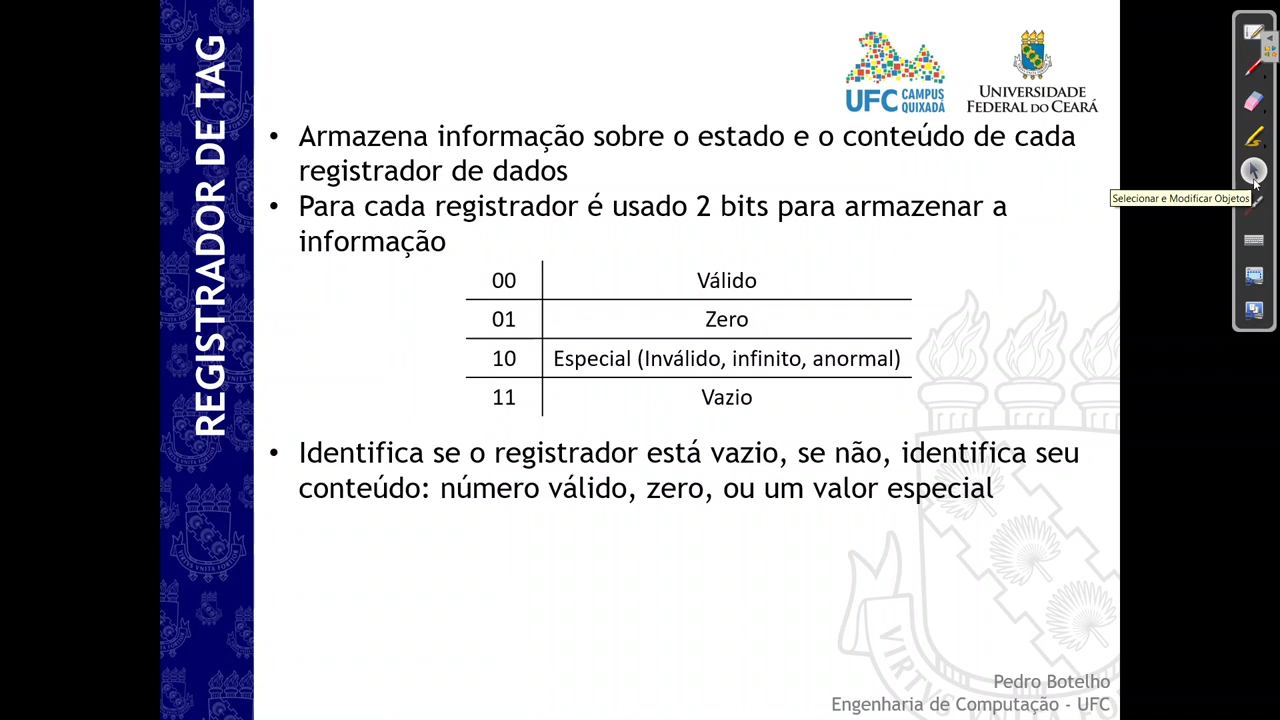 REGISTRADOR DE TAG
UFC CAMPUS QUIXADÁ
UNIVERSIDADE
FEDERAL DO CEARÁ
• Armazena informação sobre o estado e o conteúdo de cada
registrador de dados
• Para cada registrador é usado 2 bits para armazenar a
informação
00 Válido
01 Zero
10 Especial (Inválido, infinito, anormal)
11 Vazio
• Identifica se o registrador está vazio, se não, identifica seu
conteúdo: número válido, zero, ou um valor especial
Selecionar e Modificar Objetos
Pedro Botelho
Engenharia de Computação - UFC